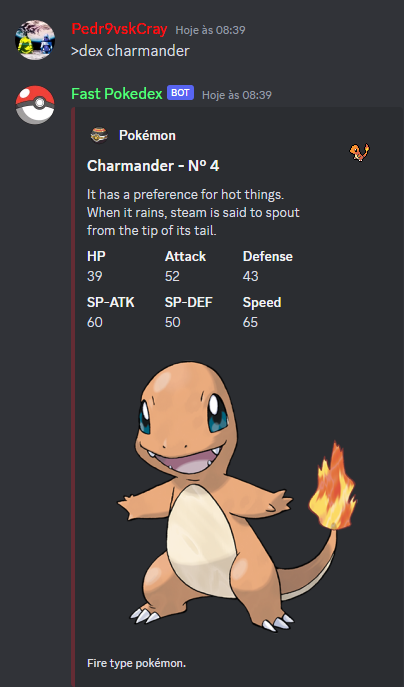 Pedr9vskCray Hoje às 08:39
>dex charmander
Fast Pokedex BOT Hoje às 08:39
Pokémon
Charmander - Nº 4
It has a preference for hot things.
When it rains, steam is said to spout
from the tip of its tail.
HP Attack Defense
39 52 43
SP-ATK SP-DEF Speed
60 50 65
Fire type pokémon.